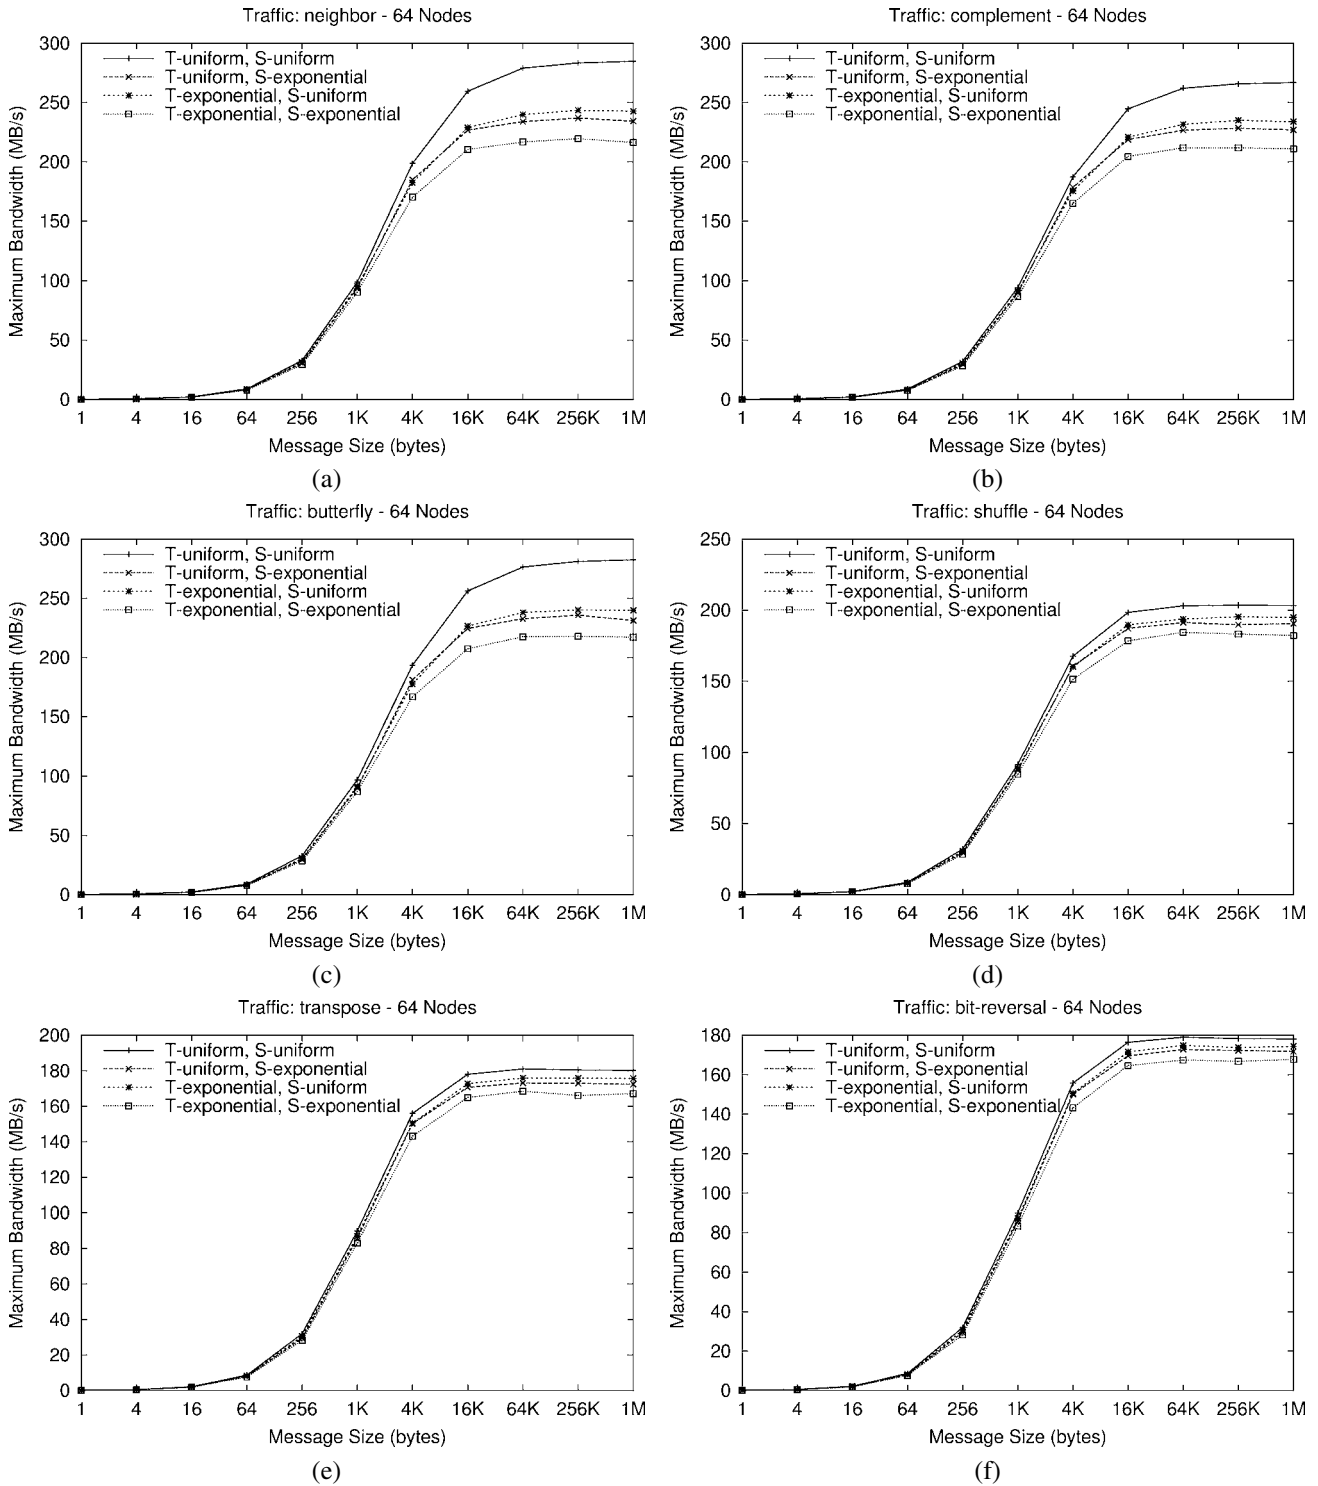 Traffic: neighbor - 64 Nodes
Maximum Bandwidth (MB/s)
300
250
200
150
100
50
0
T-uniform, S-uniform
T-uniform, S-exponential
T-exponential, S-uniform
T-exponential, S-exponential
1 4 16 64 256 1K 4K 16K 64K 256K 1M
Message Size (bytes)
(a)
Traffic: complement - 64 Nodes
Maximum Bandwidth (MB/s)
300
250
200
150
100
50
0
T-uniform, S-uniform
T-uniform, S-exponential
T-exponential, S-uniform
T-exponential, S-exponential
1 4 16 64 256 1K 4K 16K 64K 256K 1M
Message Size (bytes)
(b)
Traffic: butterfly - 64 Nodes
Maximum Bandwidth (MB/s)
300
250
200
150
100
50
0
T-uniform, S-uniform
T-uniform, S-exponential
T-exponential, S-uniform
T-exponential, S-exponential
1 4 16 64 256 1K 4K 16K 64K 256K 1M
Message Size (bytes)
(c)
Traffic: shuffle - 64 Nodes
Maximum Bandwidth (MB/s)
250
200
150
100
50
0
T-uniform, S-uniform
T-uniform, S-exponential
T-exponential, S-uniform
T-exponential, S-exponential
1 4 16 64 256 1K 4K 16K 64K 256K 1M
Message Size (bytes)
(d)
Traffic: transpose - 64 Nodes
Maximum Bandwidth (MB/s)
200
180
160
140
120
100
80
60
40
20
0
T-uniform, S-uniform
T-uniform, S-exponential
T-exponential, S-uniform
T-exponential, S-exponential
1 4 16 64 256 1K 4K 16K 64K 256K 1M
Message Size (bytes)
(e)
Traffic: bit-reversal - 64 Nodes
Maximum Bandwidth (MB/s)
180
160
140
120
100
80
60
40
20
0
T-uniform, S-uniform
T-uniform, S-exponential
T-exponential, S-uniform
T-exponential, S-exponential
1 4 16 64 256 1K 4K 16K 64K 256K 1M
Message Size (bytes)
(f)